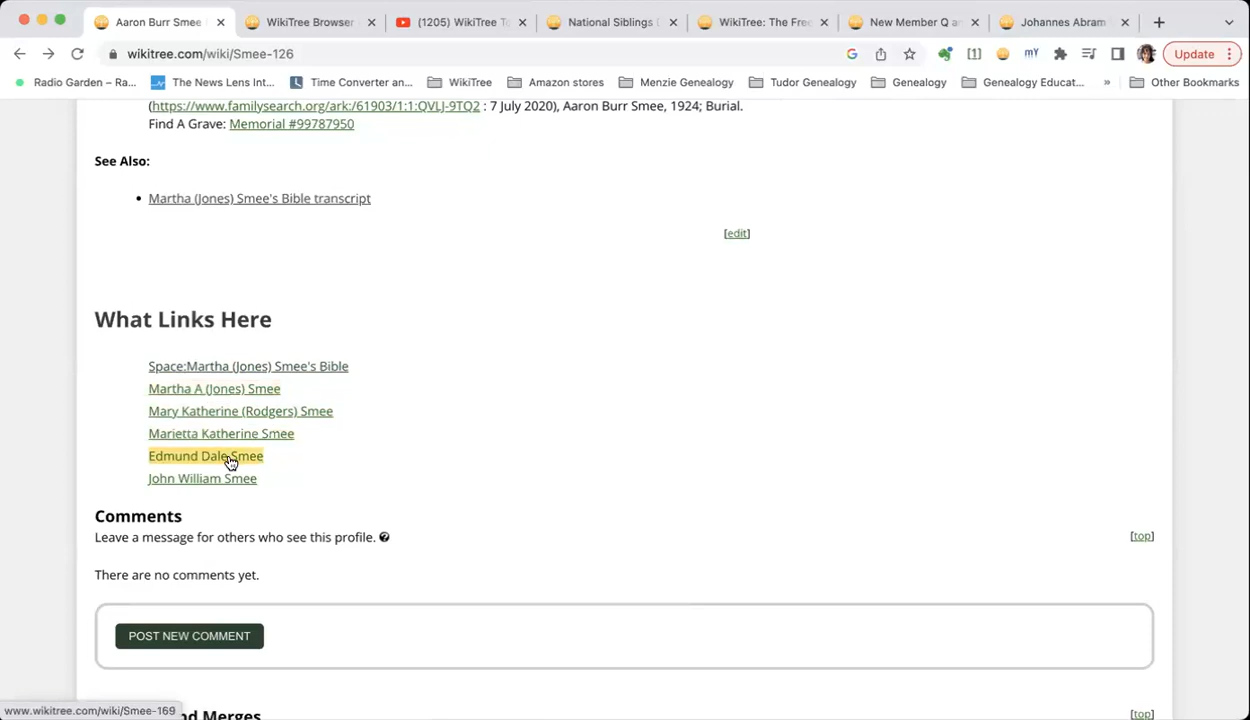 Aaron Burr Smee
WikiTree Browser
(1205) WikiTree To
National Siblings
WikiTree: The Free
New Member Q a
Johannes Abram
wikitree.com/wiki/Smee-126
Update
Radio Garden – Ra...
The News Lens Int...
Time Converter an...
WikiTree
Amazon stores
Menzie Genealogy
Tudor Genealogy
Genealogy
Genealogy Educat...
»
Other Bookmarks
(https://www.familysearch.org/ark:/61903/1:1:QVLJ-9TQ2 : 7 July 2020), Aaron Burr Smee, 1924; Burial.
Find A Grave: Memorial #99787950
See Also:
• Martha (Jones) Smee's Bible transcript
[edit]
What Links Here
Space:Martha (Jones) Smee's Bible
Martha A (Jones) Smee
Mary Katherine (Rodgers) Smee
Marietta Katherine Smee
Edmund Dale Smee
John William Smee
Comments
Leave a message for others who see this profile.
[top]
There are no comments yet.
POST NEW COMMENT
www.wikitree.com/wiki/Smee-169
nd Merges
[top]